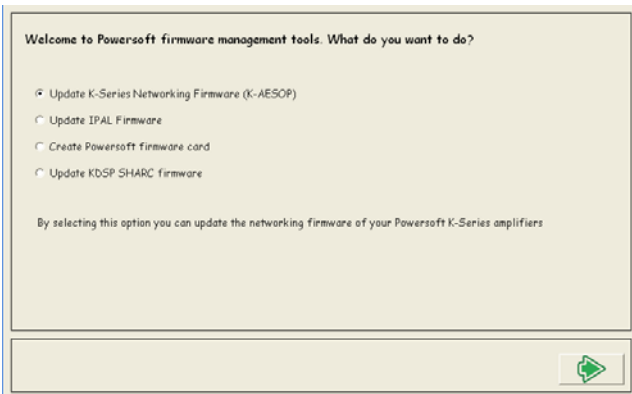 Welcome to Powersoft firmware management tools. What do you want to do?
Update K-Series Networking Firmware (K-AESOP)
Update IPAL Firmware
Create Powersoft firmware card
Update KDSP SHARC firmware
By selecting this option you can update the networking firmware of your Powersoft K-Series amplifiers